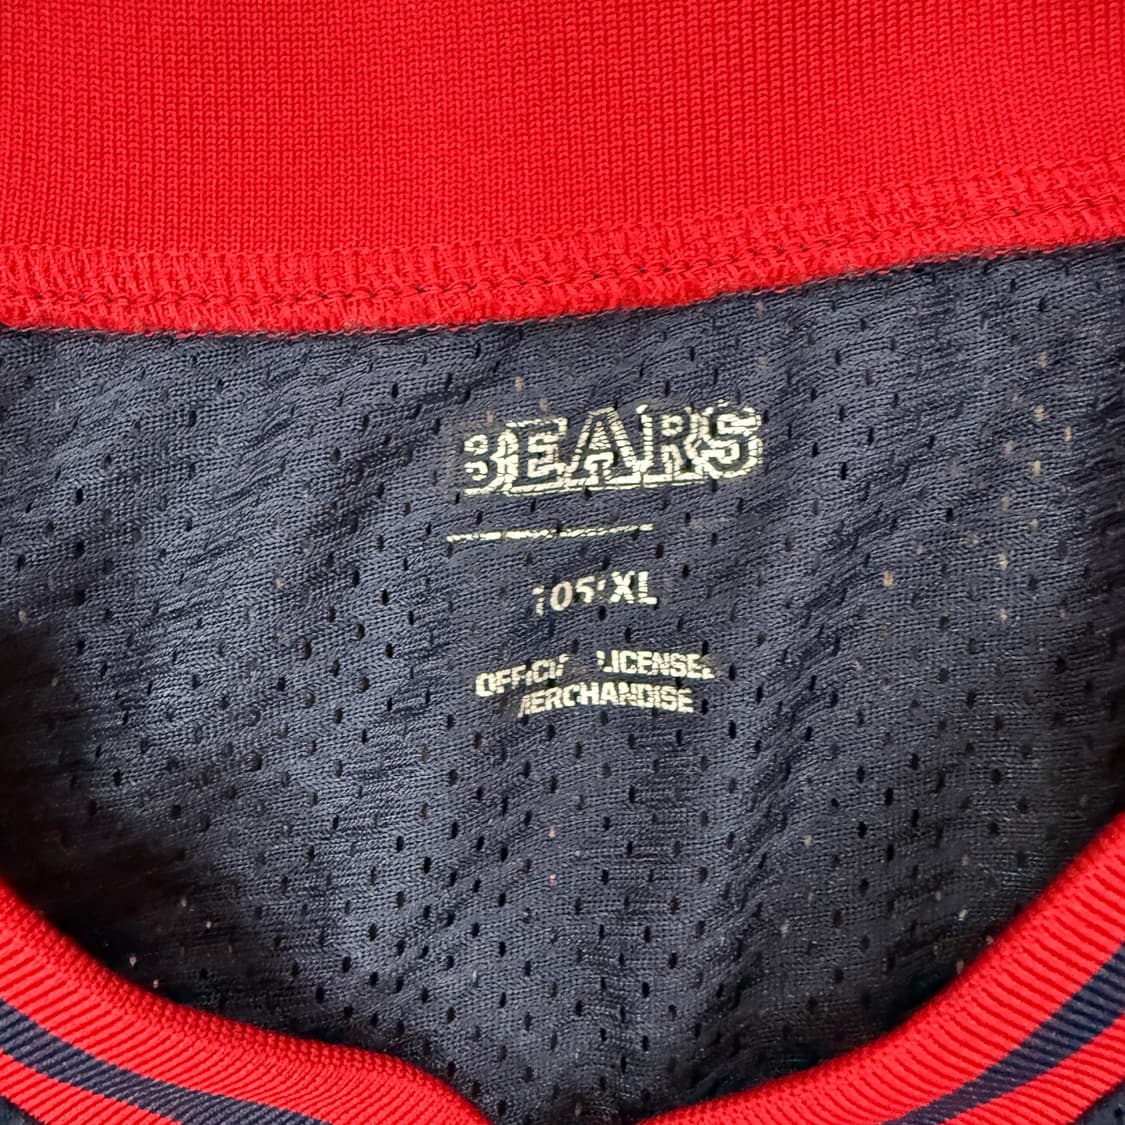 BEARS
105/XL
OFFICIAL LICENSED
MERCHANDISE